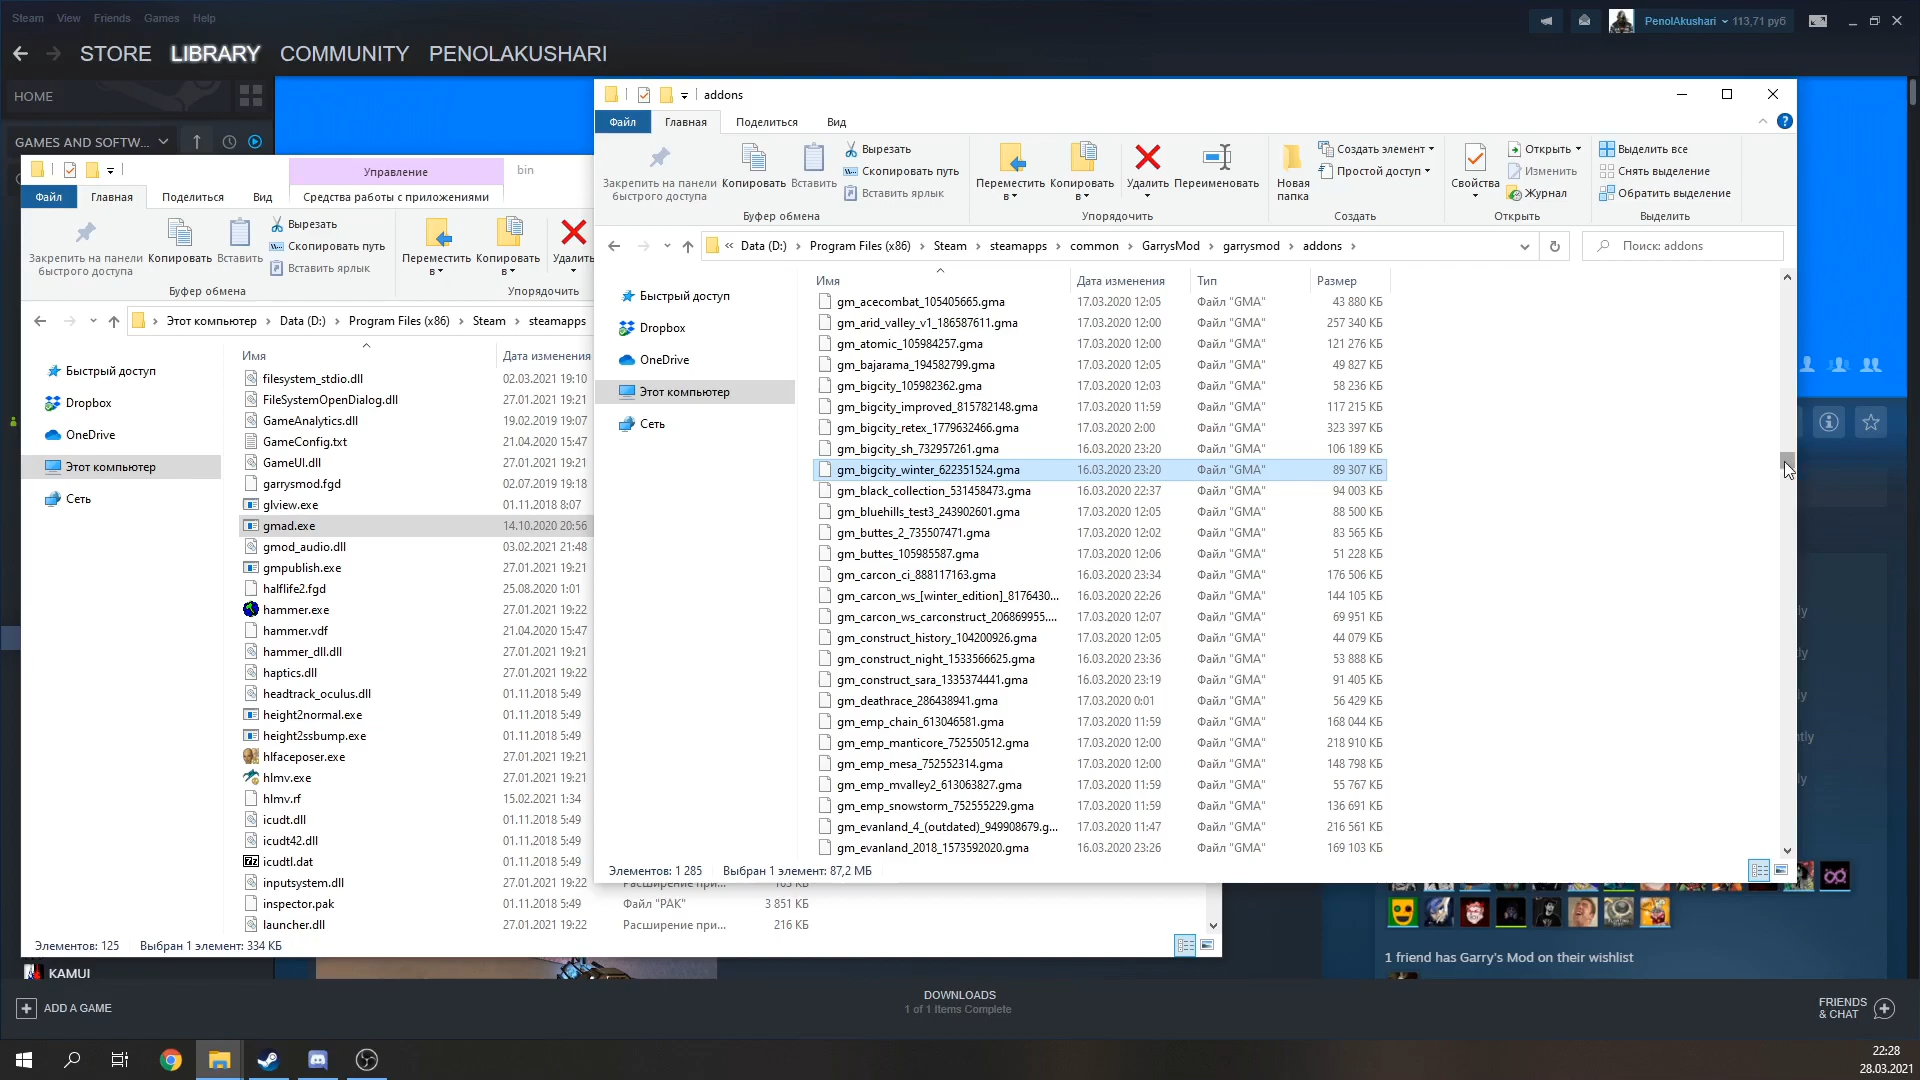 Steam View Friends Games Help
PenolAkushari 113,71 руб
STORE LIBRARY COMMUNITY PENOLAKUSHARI
HOME
GAMES AND SOFTW...
addons
Файл Главная Поделиться Вид
Закрепить на панели быстрого доступа
Копировать
Вставить
Вырезать
Скопировать путь
Вставить ярлык
Буфер обмена
Переместить в
Копировать в
Удалить
Переименовать
Упорядочить
Новая папка
Создать элемент
Простой доступ
Создать
Свойства
Открыть
Изменить
Журнал
Открыть
Выделить все
Снять выделение
Обратить выделение
Выделить
« Data (D:) › Program Files (x86) › Steam › steamapps › common › GarrysMod › garrysmod › addons ›
Поиск: addons
Быстрый доступ
Dropbox
OneDrive
Этот компьютер
Сеть
Имя Дата изменения Тип Размер
gm_acecombat_105405665.gma 17.03.2020 12:05 Файл "GMA" 43 880 КБ
gm_arid_valley_v1_186587611.gma 17.03.2020 12:00 Файл "GMA" 257 340 КБ
gm_atomic_105984257.gma 17.03.2020 12:00 Файл "GMA" 121 276 КБ
gm_bajarama_194582799.gma 17.03.2020 12:05 Файл "GMA" 49 827 КБ
gm_bigcity_105982362.gma 17.03.2020 12:03 Файл "GMA" 58 236 КБ
gm_bigcity_improved_815782148.gma 17.03.2020 11:59 Файл "GMA" 117 215 КБ
gm_bigcity_retex_1779632466.gma 17.03.2020 2:00 Файл "GMA" 323 397 КБ
gm_bigcity_sh_732957261.gma 16.03.2020 23:20 Файл "GMA" 106 189 КБ
gm_bigcity_winter_622351524.gma 16.03.2020 23:20 Файл "GMA" 89 307 КБ
gm_black_collection_531458473.gma 16.03.2020 22:37 Файл "GMA" 94 003 КБ
gm_bluehills_test3_243902601.gma 17.03.2020 12:05 Файл "GMA" 88 500 КБ
gm_buttes_2_735507471.gma 17.03.2020 12:02 Файл "GMA" 83 565 КБ
gm_buttes_105985587.gma 17.03.2020 12:06 Файл "GMA" 51 228 КБ
gm_carcon_ci_888117163.gma 16.03.2020 23:34 Файл "GMA" 176 506 КБ
gm_carcon_ws_[winter_edition]_8176430... 16.03.2020 22:26 Файл "GMA" 144 105 КБ
gm_carcon_ws_carconstruct_206869955.... 17.03.2020 12:07 Файл "GMA" 69 951 КБ
gm_construct_history_104200926.gma 17.03.2020 12:05 Файл "GMA" 44 079 КБ
gm_construct_night_1533566625.gma 16.03.2020 23:36 Файл "GMA" 53 888 КБ
gm_construct_sara_1335374441.gma 16.03.2020 23:19 Файл "GMA" 91 405 КБ
gm_deathrace_286438941.gma 17.03.2020 0:01 Файл "GMA" 56 429 КБ
gm_emp_chain_613046581.gma 17.03.2020 11:59 Файл "GMA" 168 044 КБ
gm_emp_manticore_752550512.gma 17.03.2020 12:00 Файл "GMA" 218 910 КБ
gm_emp_mesa_752552314.gma 17.03.2020 12:00 Файл "GMA" 148 798 КБ
gm_emp_mvalley2_613063827.gma 17.03.2020 11:59 Файл "GMA" 55 767 КБ
gm_emp_snowstorm_752555229.gma 17.03.2020 11:59 Файл "GMA" 136 691 КБ
gm_evanland_4_(outdated)_949908679.g... 17.03.2020 11:47 Файл "GMA" 216 561 КБ
gm_evanland_2018_1573592020.gma 16.03.2020 23:26 Файл "GMA" 169 103 КБ
Элементов: 1 285 Выбран 1 элемент: 87,2 МБ
Управление bin
Файл Главная Поделиться Вид Средства работы с приложениями
Закрепить на панели быстрого доступа
Копировать
Вставить
Вырезать
Скопировать путь
Вставить ярлык
Буфер обмена
Переместить в
Копировать в
Удалить
Упорядочить
› Этот компьютер › Data (D:) › Program Files (x86) › Steam › steamapps
Быстрый доступ
Dropbox
OneDrive
Этот компьютер
Сеть
Имя Дата изменения
filesystem_stdio.dll 02.03.2021 19:10
FileSystemOpenDialog.dll 27.01.2021 19:21
GameAnalytics.dll 19.02.2019 19:07
GameConfig.txt 21.04.2020 15:47
GameUI.dll 27.01.2021 19:21
garrysmod.fgd 02.07.2019 19:18
glview.exe 01.11.2018 8:07
gmad.exe 14.10.2020 20:56
gmod_audio.dll 03.02.2021 21:48
gmpublish.exe 27.01.2021 19:21
halflife2.fgd 25.08.2020 1:01
hammer.exe 27.01.2021 19:22
hammer.vdf 21.04.2020 15:47
hammer_dll.dll 27.01.2021 19:21
haptics.dll 27.01.2021 19:22
headtrack_oculus.dll 01.11.2018 5:49
height2normal.exe 01.11.2018 5:49
height2ssbump.exe 01.11.2018 5:49
hlfaceposer.exe 27.01.2021 19:21
hlmv.exe 27.01.2021 19:21
hlmv.rf 15.02.2021 1:34
icudt.dll 01.11.2018 5:49
icudt42.dll 01.11.2018 5:49
icudtl.dat 01.11.2018 5:49
inputsystem.dll 27.01.2021 19:22 Расширение при... 163 КБ
inspector.pak 01.11.2018 5:49 Файл "PAK" 3 851 КБ
launcher.dll 27.01.2021 19:22 Расширение при... 216 КБ
Элементов: 125 Выбран 1 элемент: 334 КБ
KAMUI
1 friend has Garry's Mod on their wishlist
ADD A GAME
DOWNLOADS
1 of 1 Items Complete
FRIENDS & CHAT
22:28
28.03.2021